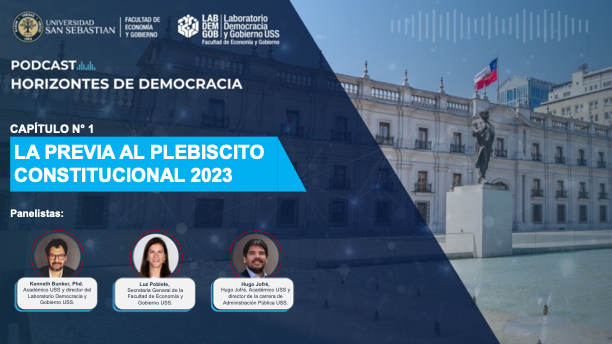 UNIVERSIDAD
SAN SEBASTIAN
FACULTAD DE
ECONOMÍA
Y GOBIERNO
LAB
DEM
GOB
Laboratorio
Democracia
y Gobierno USS
Facultad de Economía y Gobierno
PODCAST
HORIZONTES DE DEMOCRACIA
CAPÍTULO N° 1
LA PREVIA AL PLEBISCITO
CONSTITUCIONAL 2023
Panelistas:
Kenneth Bunker, Phd.
Académico USS y director del
Laboratorio Democracia y
Gobierno USS.
Luz Poblete,
Secretaria General de la
Facultad de Economía y
Gobierno USS.
Hugo Jofré,
Hugo Jofré, Académico USS y
director de la carrera de
Administración Pública USS.